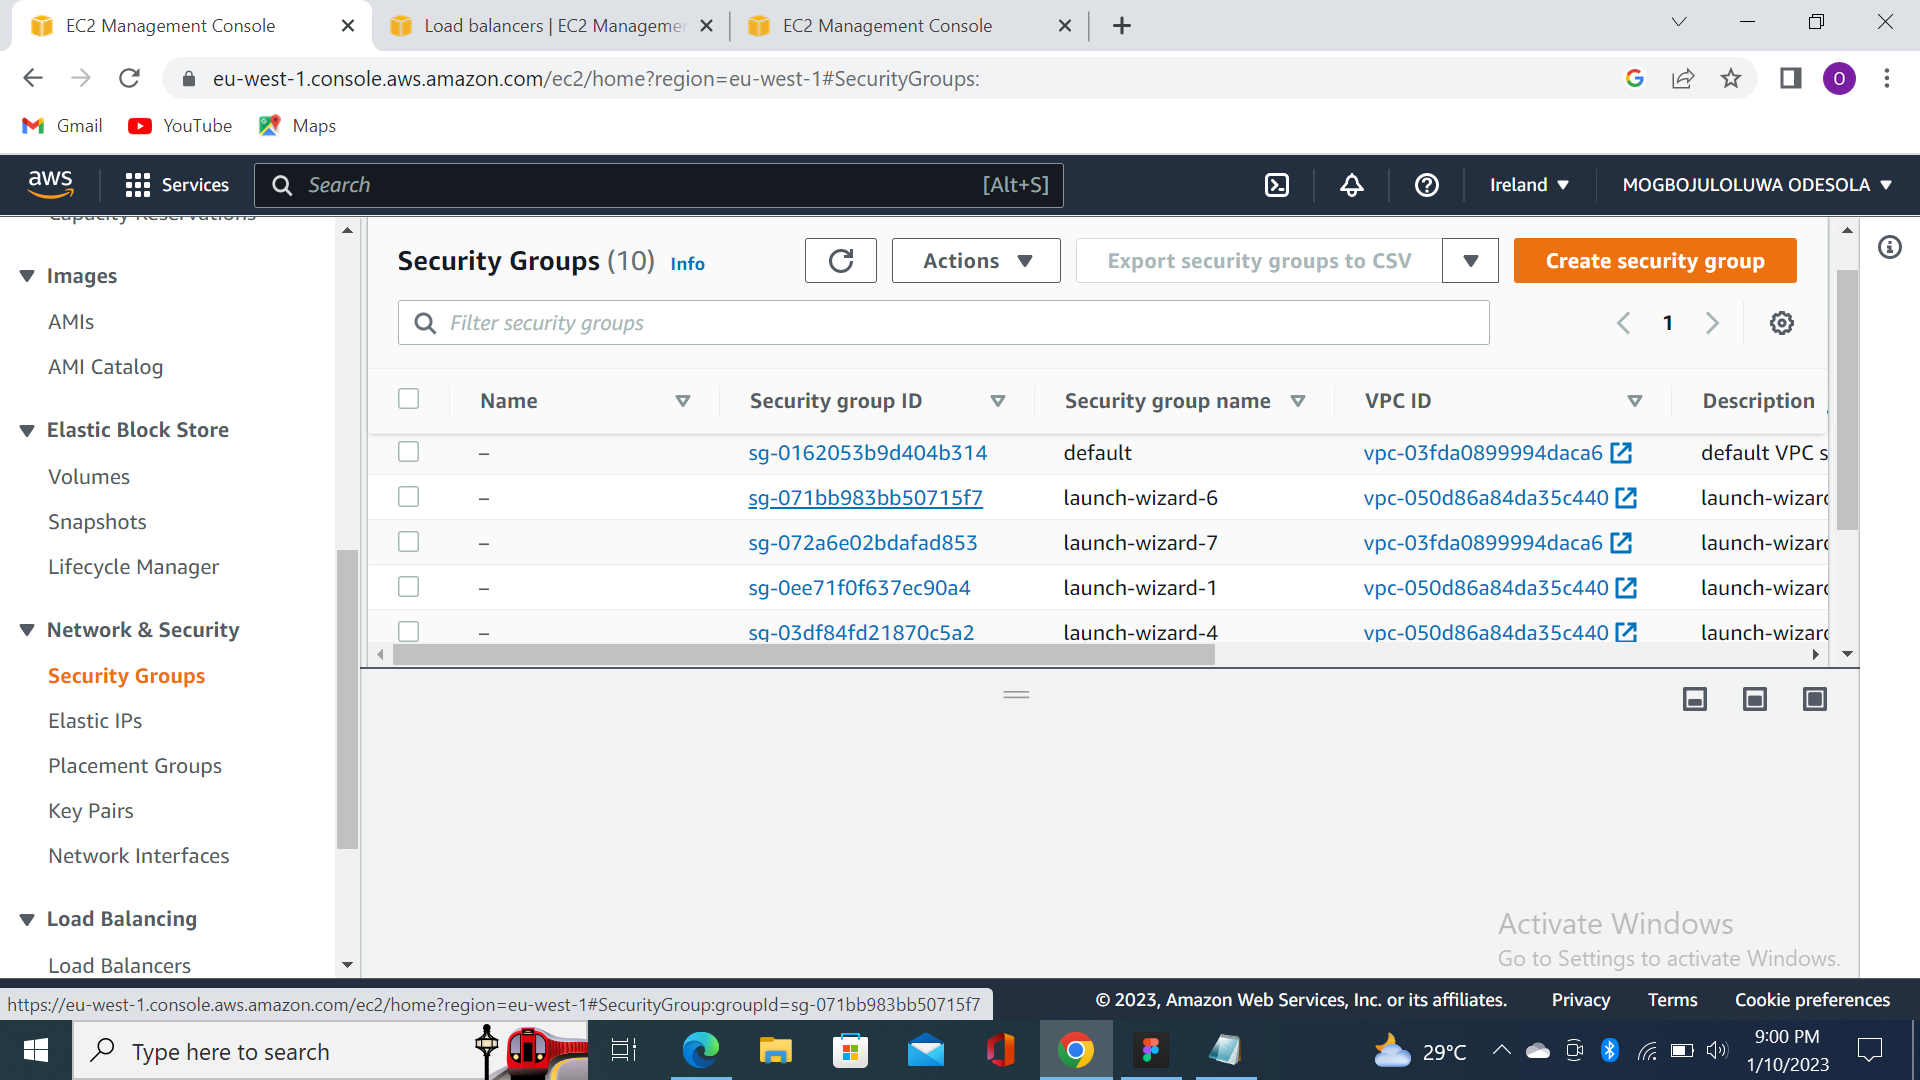 EC2 Management Console
Load balancers | EC2 Managemen
EC2 Management Console
eu-west-1.console.aws.amazon.com/ec2/home?region=eu-west-1#SecurityGroups:
O
Gmail
YouTube
Maps
aws
Services
Search
[Alt+S]
Ireland
MOGBOJULOLUWA ODESOLA
Capacity Reservations
Images
AMIs
AMI Catalog
Elastic Block Store
Volumes
Snapshots
Lifecycle Manager
Network & Security
Security Groups
Elastic IPs
Placement Groups
Key Pairs
Network Interfaces
Load Balancing
Load Balancers
Security Groups (10) Info
Actions
Export security groups to CSV
Create security group
Filter security groups
1
Name Security group ID Security group name VPC ID Description
– sg-0162053b9d404b314 default vpc-03fda0899994daca6 default VPC s
– sg-071bb983bb50715f7 launch-wizard-6 vpc-050d86a84da35c440 launch-wizard
– sg-072a6e02bdafad853 launch-wizard-7 vpc-03fda0899994daca6 launch-wizard
– sg-0ee71f0f637ec90a4 launch-wizard-1 vpc-050d86a84da35c440 launch-wizard
– sg-03df84fd21870c5a2 launch-wizard-4 vpc-050d86a84da35c440 launch-wizard
Activate Windows
Go to Settings to activate Windows.
https://eu-west-1.console.aws.amazon.com/ec2/home?region=eu-west-1#SecurityGroup:groupId=sg-071bb983bb50715f7
© 2023, Amazon Web Services, Inc. or its affiliates. Privacy Terms Cookie preferences
Type here to search
29°C
9:00 PM
1/10/2023